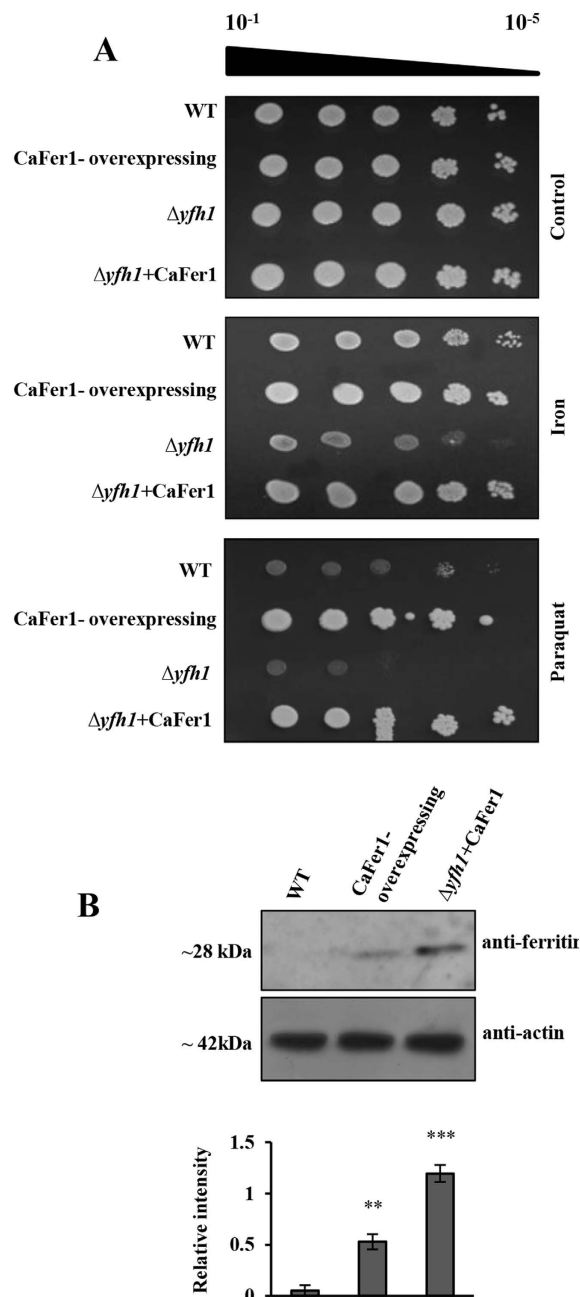 10-1 10-5
A
WT
CaFer1- overexpressing
Δyfh1
Δyfh1+CaFer1
Control
WT
CaFer1- overexpressing
Δyfh1
Δyfh1+CaFer1
Iron
WT
CaFer1- overexpressing
Δyfh1
Δyfh1+CaFer1
Paraquat
B
WT
CaFer1-
overexpressing
Δyfh1+CaFer1
~28 kDa
anti-ferritin
~ 42kDa
anti-actin
Relative intensity
1.5
1
0.5
0
**
***